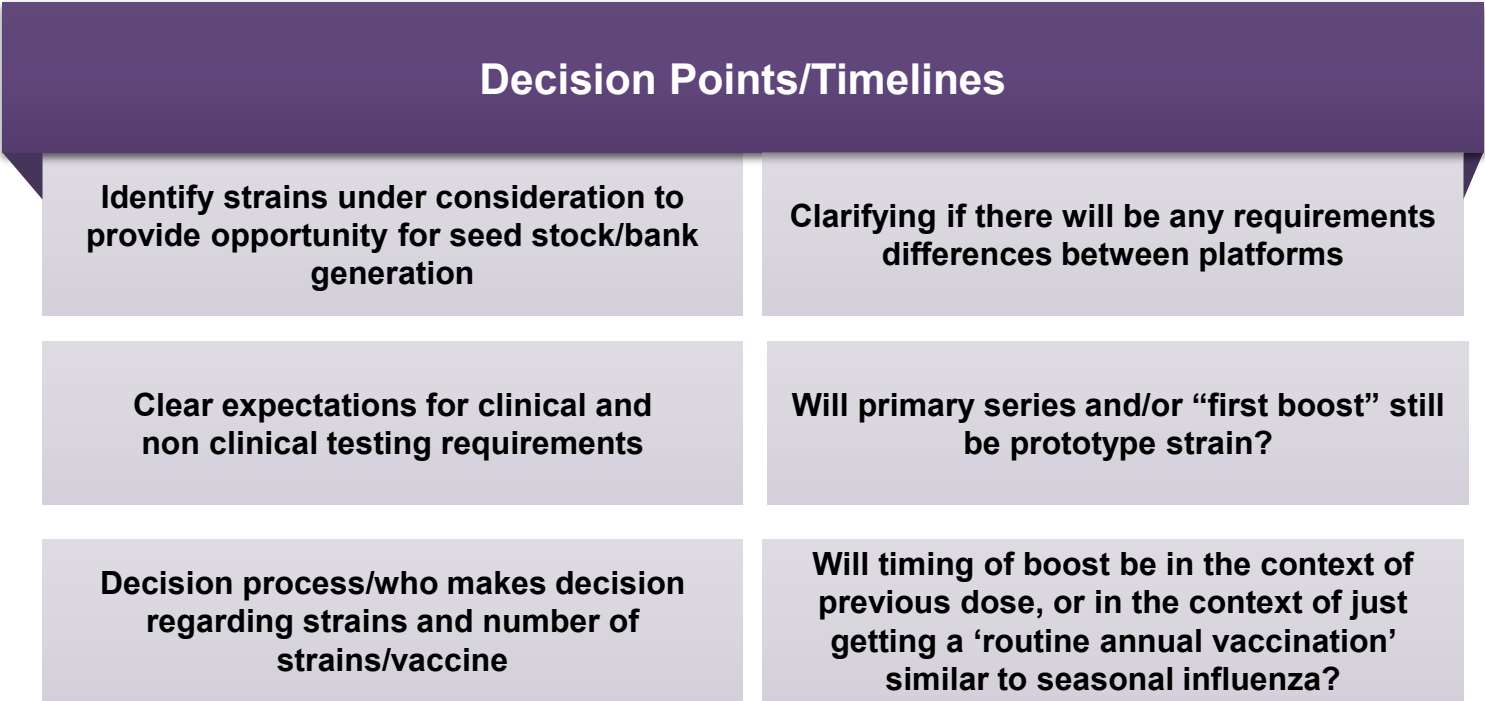 Decision Points/Timelines
Identify strains under consideration to
provide opportunity for seed stock/bank
generation
Clarifying if there will be any requirements
differences between platforms
Clear expectations for clinical and
non clinical testing requirements
Will primary series and/or “first boost” still
be prototype strain?
Decision process/who makes decision
regarding strains and number of
strains/vaccine
Will timing of boost be in the context of
previous dose, or in the context of just
getting a ‘routine annual vaccination’
similar to seasonal influenza?